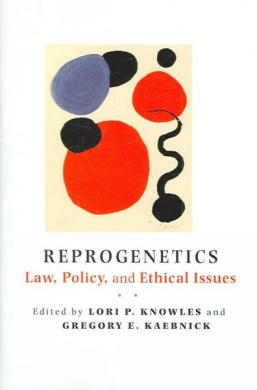 REPROGENETICS
Law, Policy, and Ethical Issues
Edited by LORI P. KNOWLES and
GREGORY E. KAEBNICK